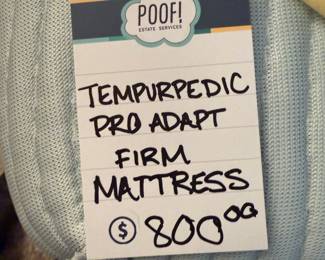 POOF!
ESTATE SERVICES
TEMPURPEDIC
PRO ADAPT
FIRM
MATTRESS
$ 800.00